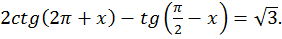 2ctg(2π + x) − tg(π/2 − x) = √3.